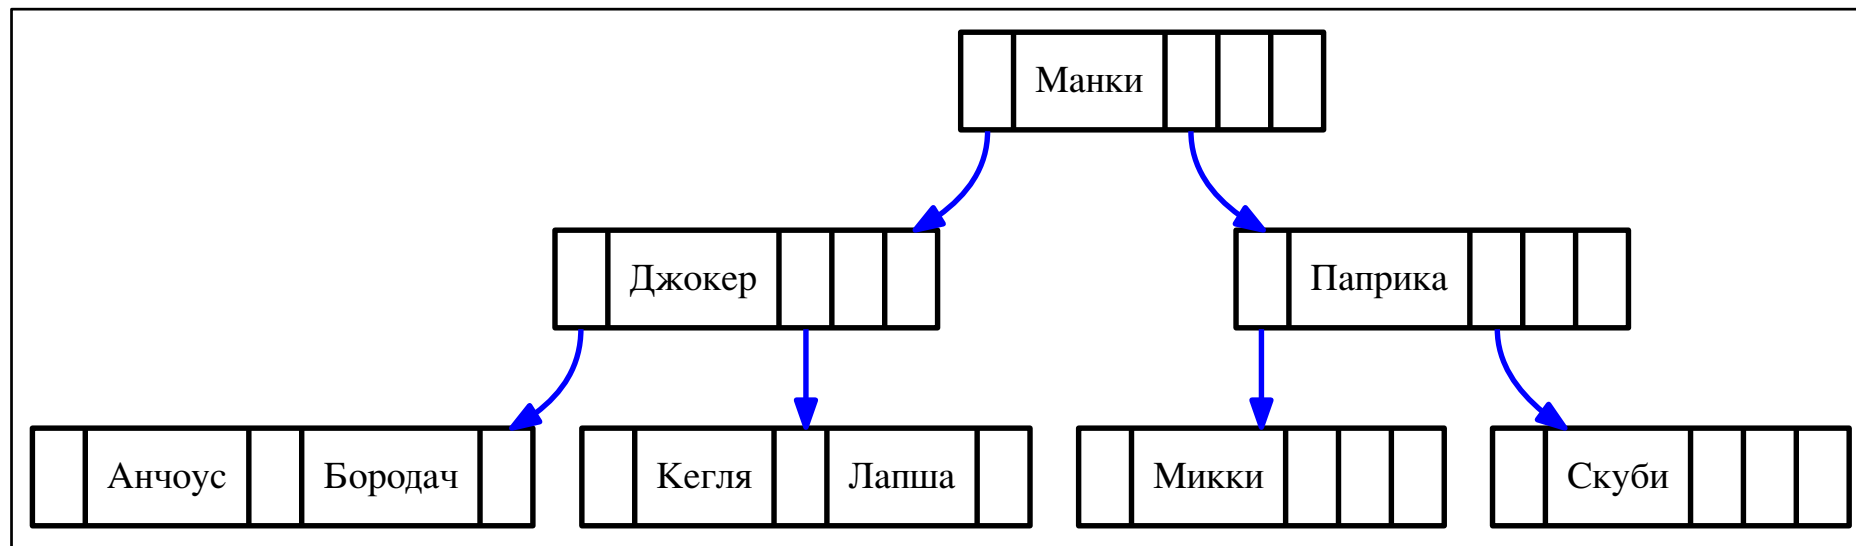 Манки
Джокер Паприка
Анчоус Бородач Кегля Лапша Микки Скуби